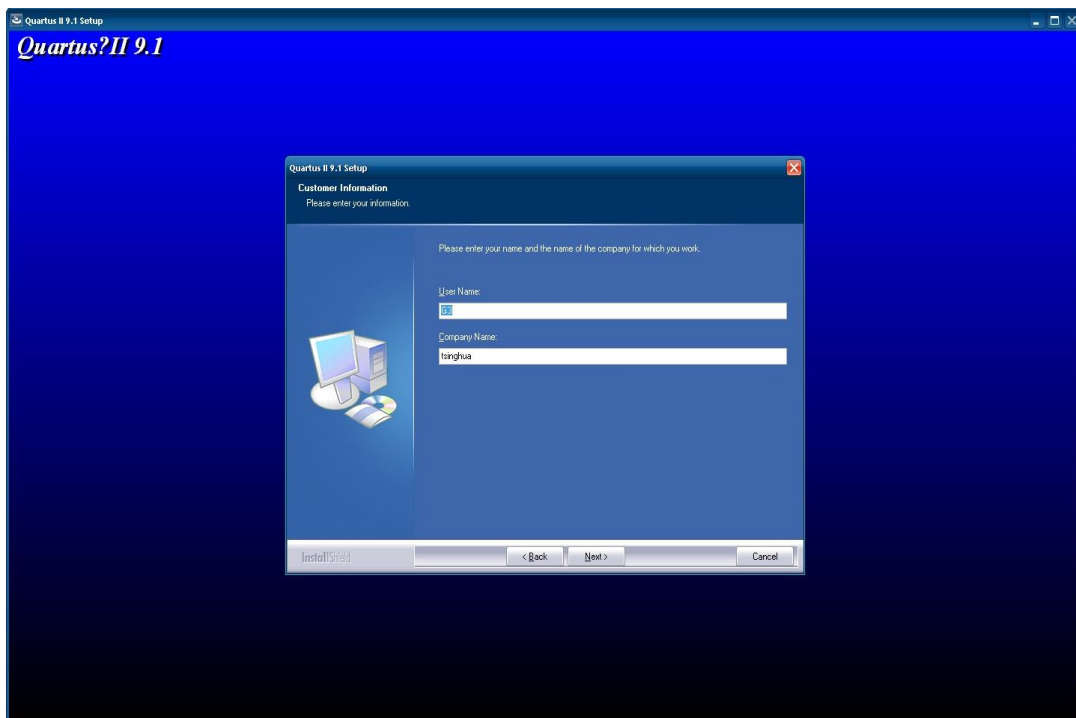 Quartus II 9.1 Setup
Quartus?II 9.1
Quartus II 9.1 Setup
Customer Information
Please enter your information.
Please enter your name and the name of the company for which you work.
User Name:
G3
Company Name:
tsinghua
InstallShield
< Back Next > Cancel